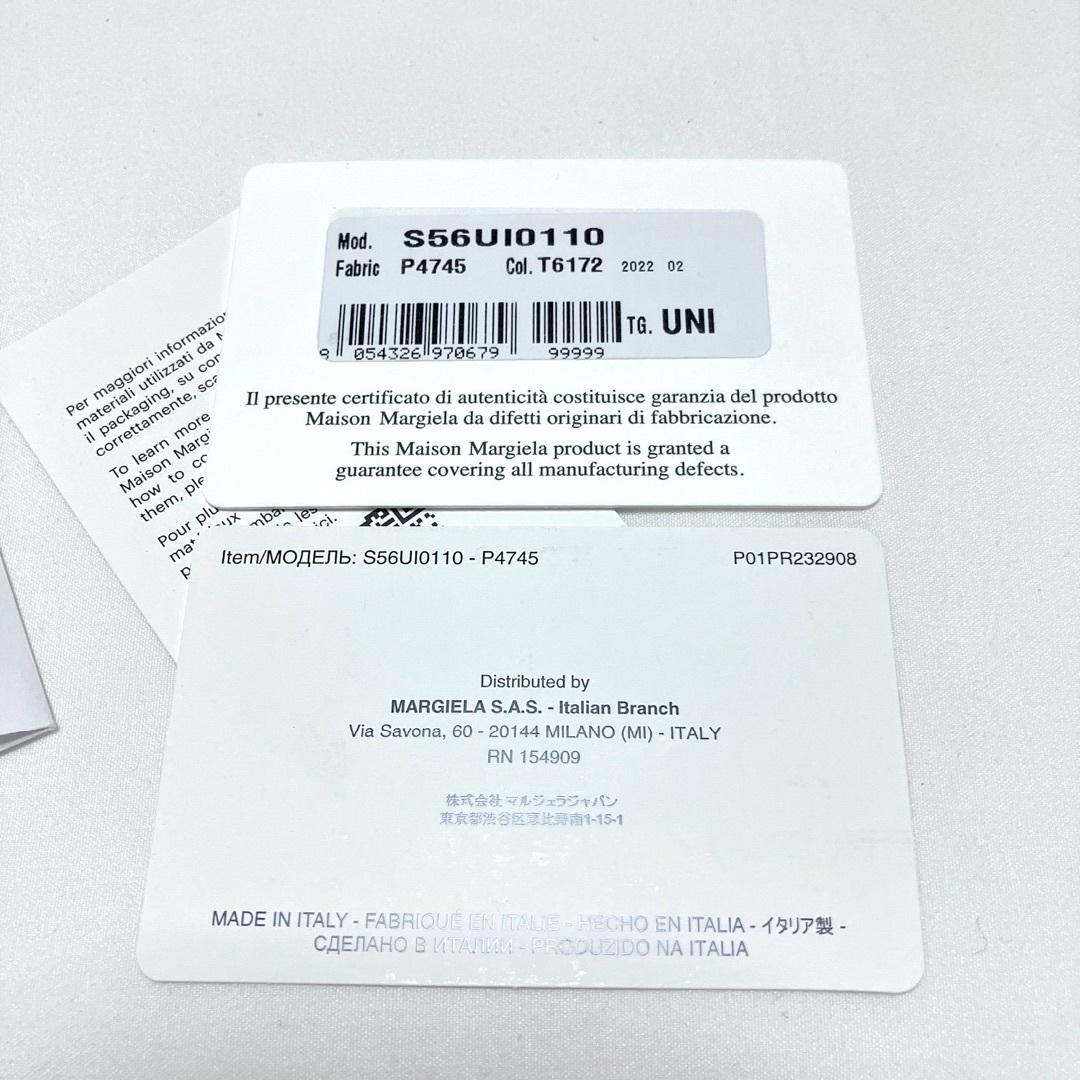 Mod. S56UI0110
Fabric P4745 Col. T6172 2022 02
TG. UNI
8 054326 970679 99999
Il presente certificato di autenticità costituisce garanzia del prodotto
Maison Margiela da difetti originari di fabbricazione.
This Maison Margiela product is granted a
guarantee covering all manufacturing defects.
Per maggiori informazio
materiali utilizzati da M
il packaging, su con
correttamente, sca
To learn more
Maison Margi
how to co
them, ple
Pour plu
Item/МОДЕЛЬ: S56UI0110 - P4745
P01PR232908
Distributed by
MARGIELA S.A.S. - Italian Branch
Via Savona, 60 - 20144 MILANO (MI) - ITALY
RN 154909
株式会社 マルジェラジャパン
東京都渋谷区恵比寿南1-15-1
MADE IN ITALY - FABRIQUÉ EN ITALIE - HECHO EN ITALIA - イタリア製 -
СДЕЛАНО В ИТАЛИИ - PRODUZIDO NA ITALIA